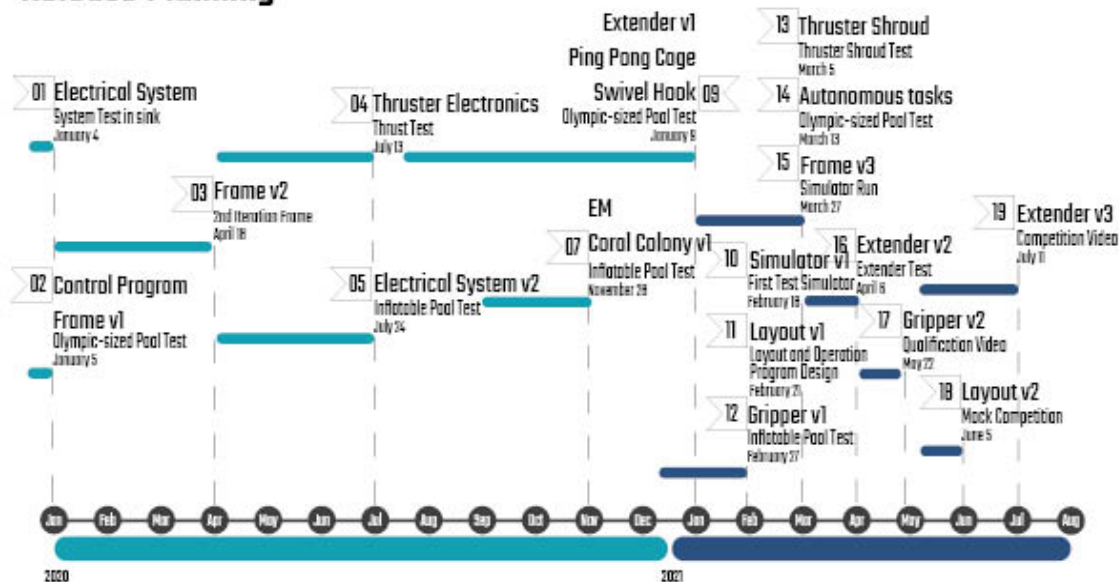 01 Electrical System
System Test in sink
January 4
02 Control Program
Frame v1
Olympic-sized Pool Test
January 5
03 Frame v2
2nd Iteration Frame
April 18
04 Thruster Electronics
Thrust Test
July 13
05 Electrical System v2
Inflatable Pool Test
July 24
EM
07 Coral Colony v1
Inflatable Pool Test
November 28
Extender v1
Ping Pong Cage
Swivel Hook 09
Olympic-sized Pool Test
January 9
10 Simulator v1
First Test Simulator
February 18
11 Layout v1
Layout and Operation
Program Design
February 21
12 Gripper v1
Inflatable Pool Test
February 27
13 Thruster Shroud
Thruster Shroud Test
March 5
14 Autonomous tasks
Olympic-sized Pool Test
March 13
15 Frame v3
Simulator Run
March 27
16 Extender v2
Extender Test
April 6
17 Gripper v2
Qualification Video
May 22
18 Layout v2
Mock Competition
June 5
19 Extender v3
Competition Video
July 11
Jan Feb Mar Apr May Jun Jul Aug Sep Oct Nov Dec Jan Feb Mar Apr May Jun Jul Aug
2020 2021